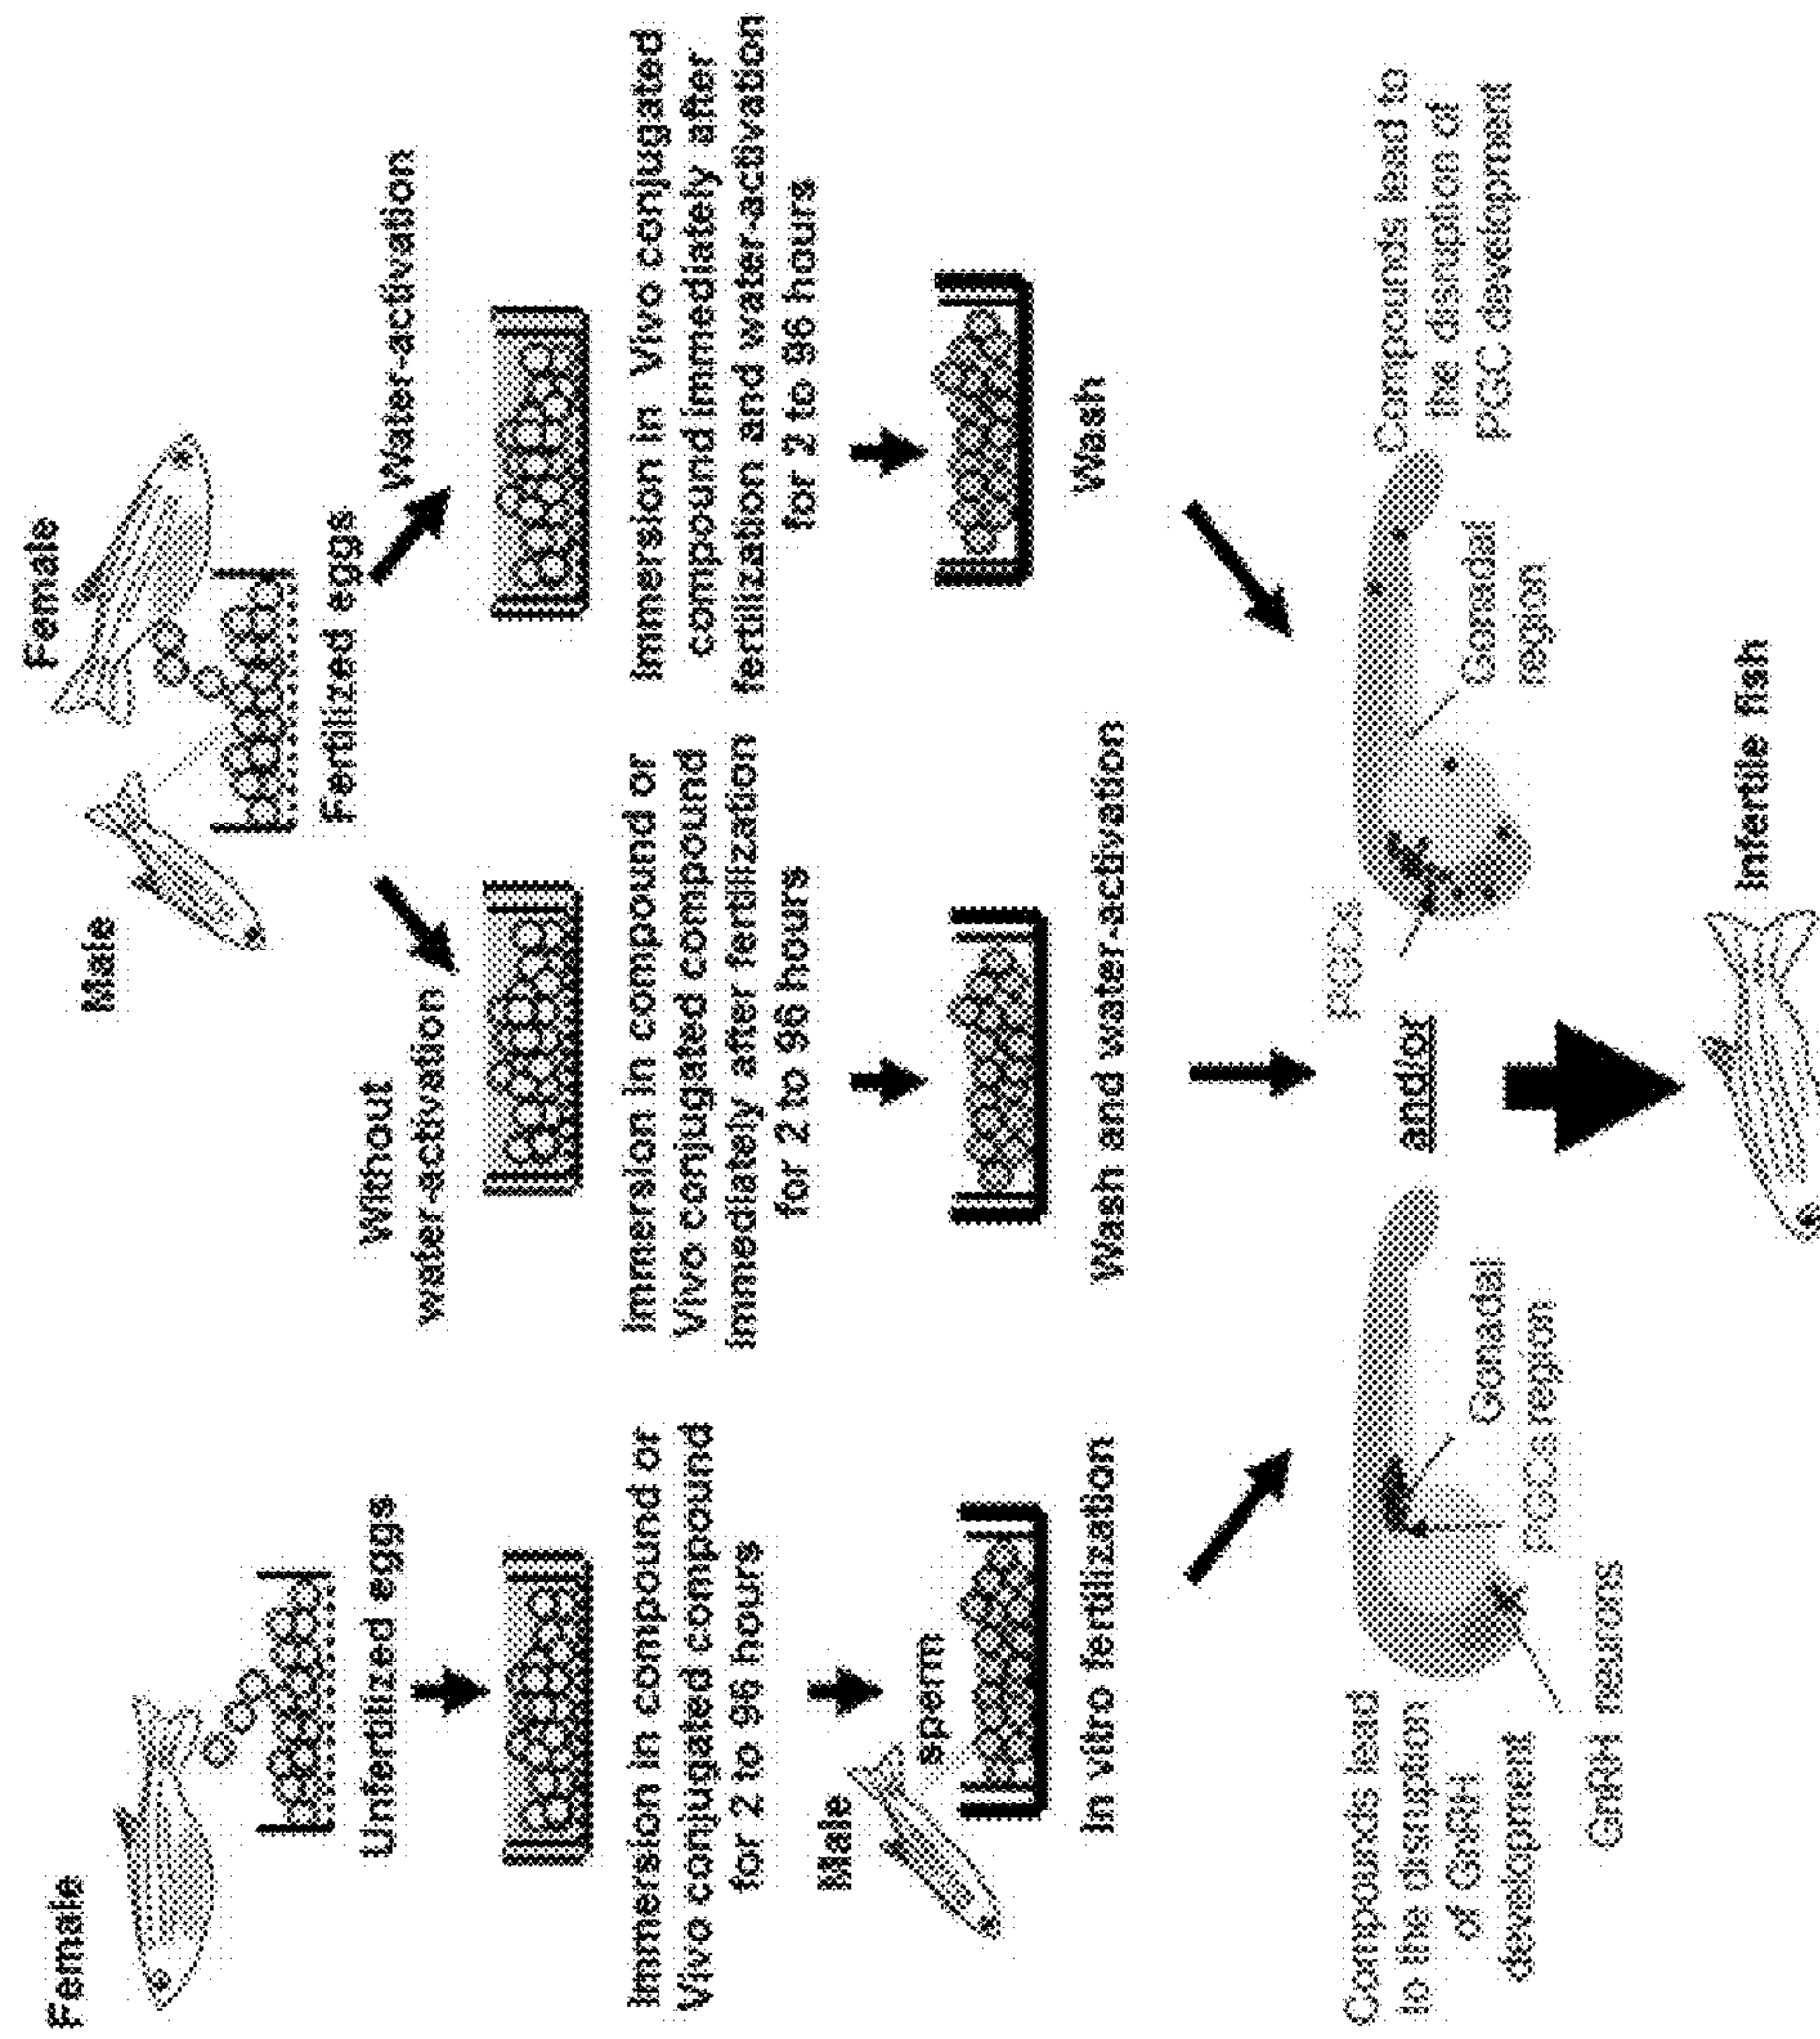 Female
Unfertilized eggs
Immersion in compound or
Vivo conjugated compound
for 2 to 96 hours
Male
sperm
In vitro fertilization
Male
Female
Fertilized eggs
Without
water-activation
Immersion in compound or
Vivo conjugated compound
immediately after fertilization
for 2 to 96 hours
Wash and water-activation
Water-activation
Immersion in Vivo conjugated
compound immediately after
fertilization and water-activation
for 2 to 96 hours
Wash
Compounds lead
to the disruption
of GnRH
development
GnRH neurons
Gonadal
PGCs region
and/or
PGCs
Gonadal
region
Compounds lead to
the disruption of
PGC development
Infertile fish